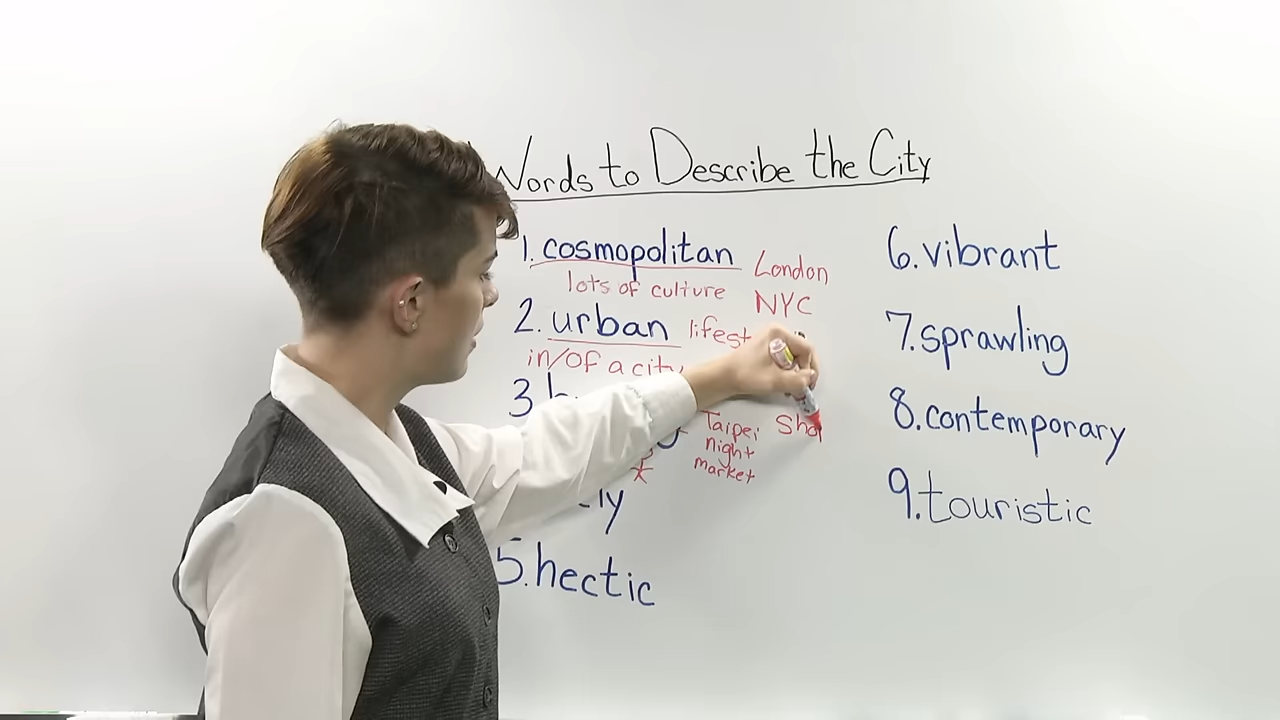 Words to Describe the City
1. cosmopolitan
lots of culture
London
NYC
2. urban
in/of a city
3
Taipei
night
market
5. hectic
6. vibrant
7. sprawling
8. contemporary
9. touristic